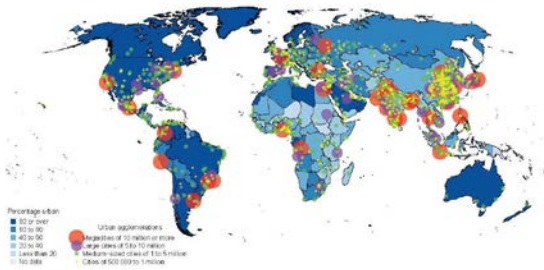 Percentage urban
80 or over
60 to 80
40 to 60
20 to 40
Less than 20
No data
Urban agglomerations
Megacities of 10 million or more
Large cities of 5 to 10 million
Medium-sized cities of 1 to 5 million
Cities of 500 000 to 1 million